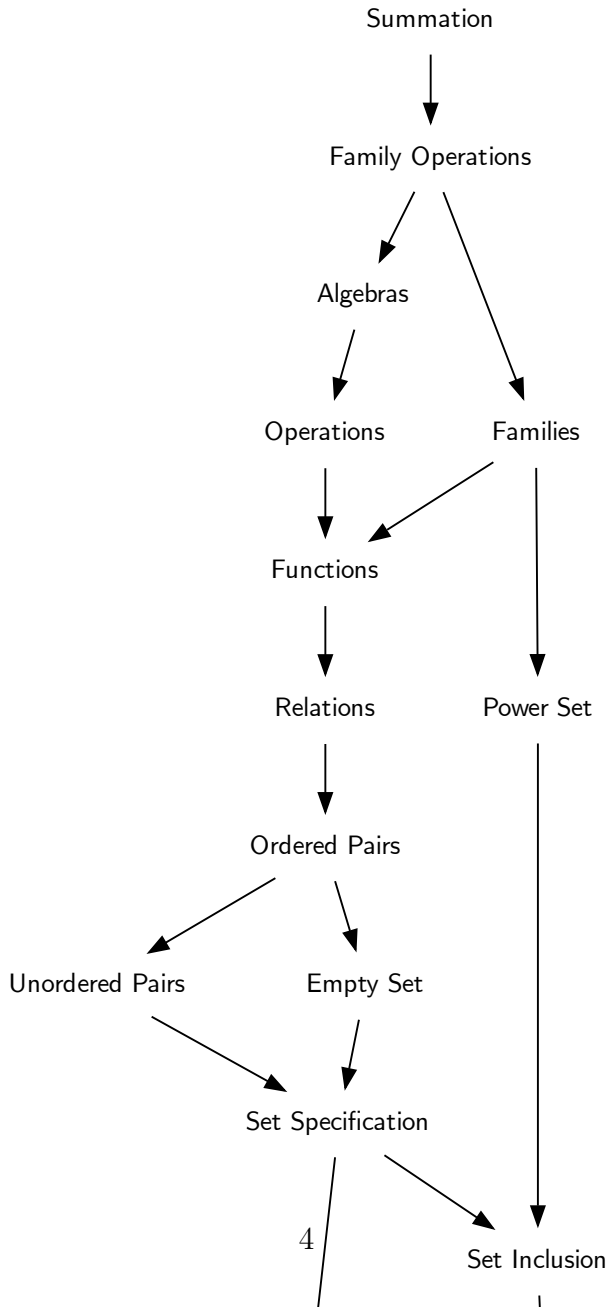 Summation
Family Operations
Algebras
Operations
Families
Functions
Relations
Power Set
Ordered Pairs
Unordered Pairs
Empty Set
Set Specification
4
Set Inclusion